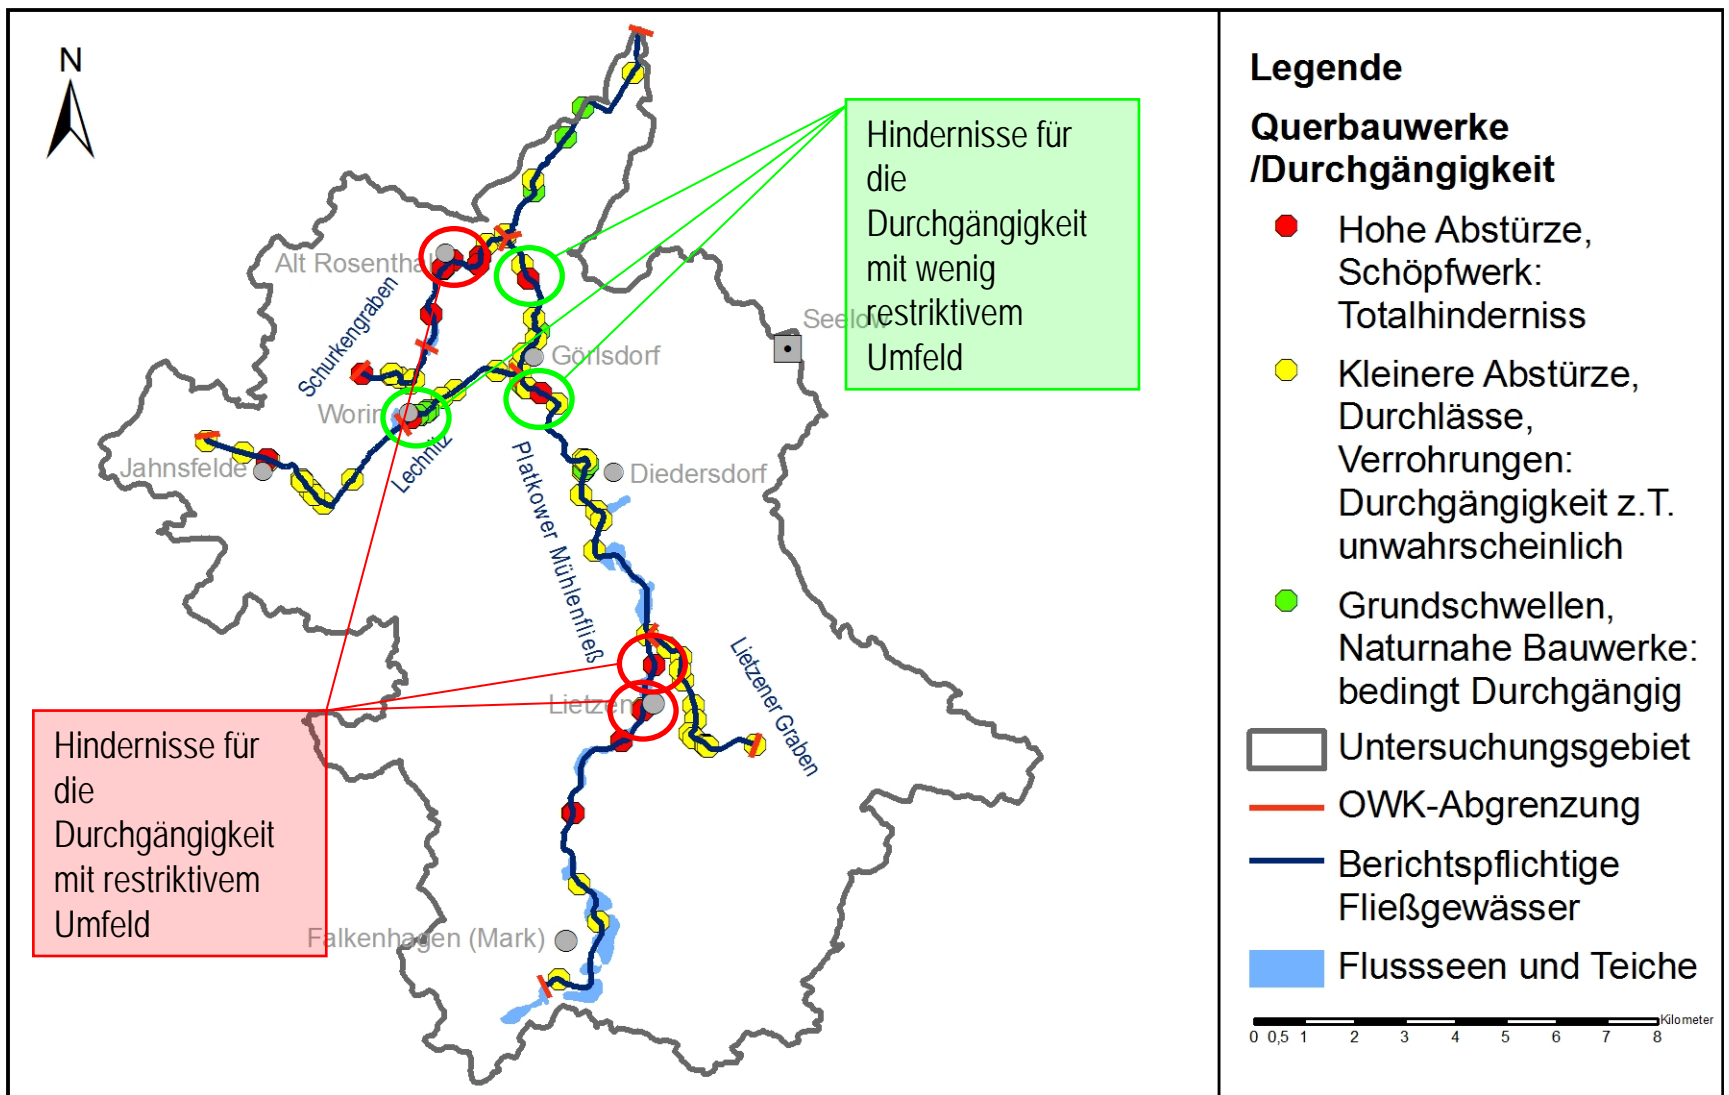 N
Hindernisse für
die
Durchgängigkeit
mit wenig
restriktivem
Umfeld
Alt Rosenthal
Schurkengraben
Seelow
Görlsdorf
Worin
Lechnitz
Jahnsfelde
Platkower Mühlenfließ
Diedersdorf
Lietzen
Lietzener Graben
Hindernisse für
die
Durchgängigkeit
mit restriktivem
Umfeld
Falkenhagen (Mark)
Legende
Querbauwerke
/Durchgängigkeit
Hohe Abstürze,
Schöpfwerk:
Totalhinderniss
Kleinere Abstürze,
Durchlässe,
Verrohrungen:
Durchgängigkeit z.T.
unwahrscheinlich
Grundschwellen,
Naturnahe Bauwerke:
bedingt Durchgängig
Untersuchungsgebiet
OWK-Abgrenzung
Berichtspflichtige
Fließgewässer
Flussseen und Teiche
Kilometer
0 0,5 1 2 3 4 5 6 7 8